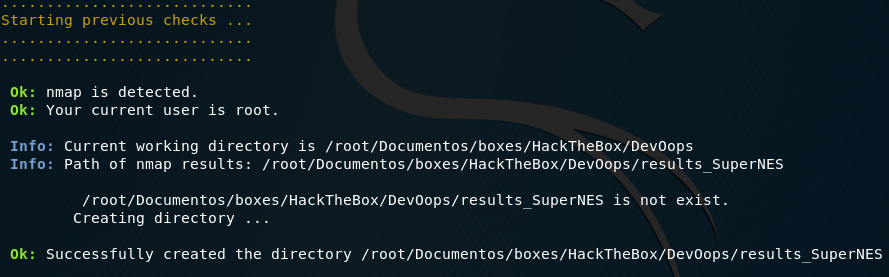 ............................
Starting previous checks ...
............................
............................
Ok: nmap is detected.
Ok: Your current user is root.
Info: Current working directory is /root/Documentos/boxes/HackTheBox/DevOops
Info: Path of nmap results: /root/Documentos/boxes/HackTheBox/DevOops/results_SuperNES
/root/Documentos/boxes/HackTheBox/DevOops/results_SuperNES is not exist.
Creating directory ...
Ok: Successfully created the directory /root/Documentos/boxes/HackTheBox/DevOops/results_SuperNES